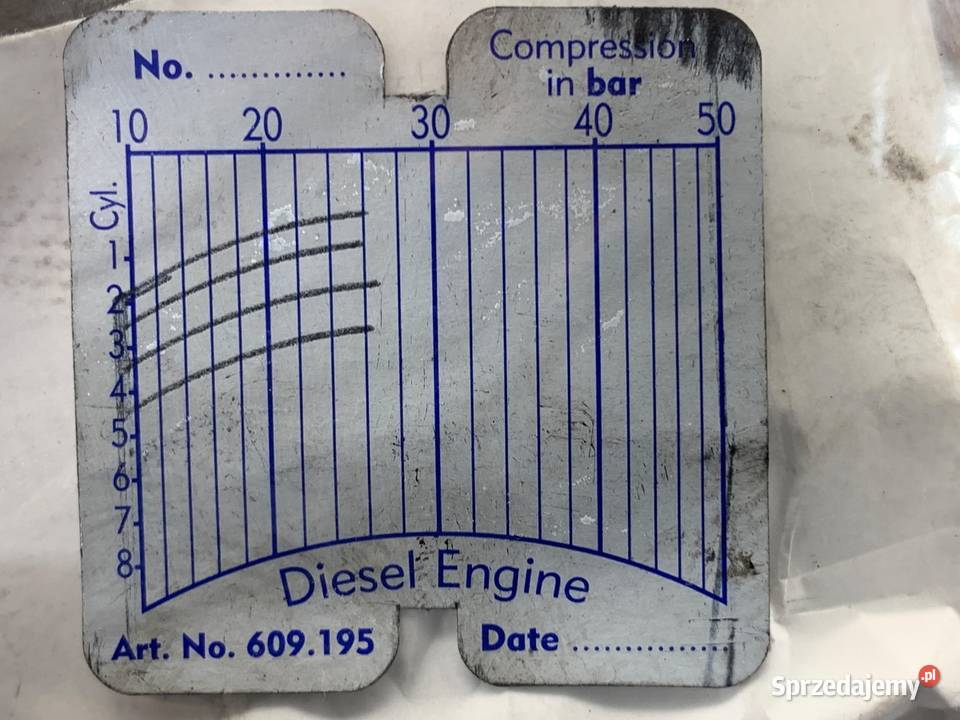 No. .............
Compression
in bar
10 20 30 40 50
Cyl.
1
2
3
4
5
6
7
8
Diesel Engine
Art. No. 609.195
Date ...............
Sprzedajemy.pl